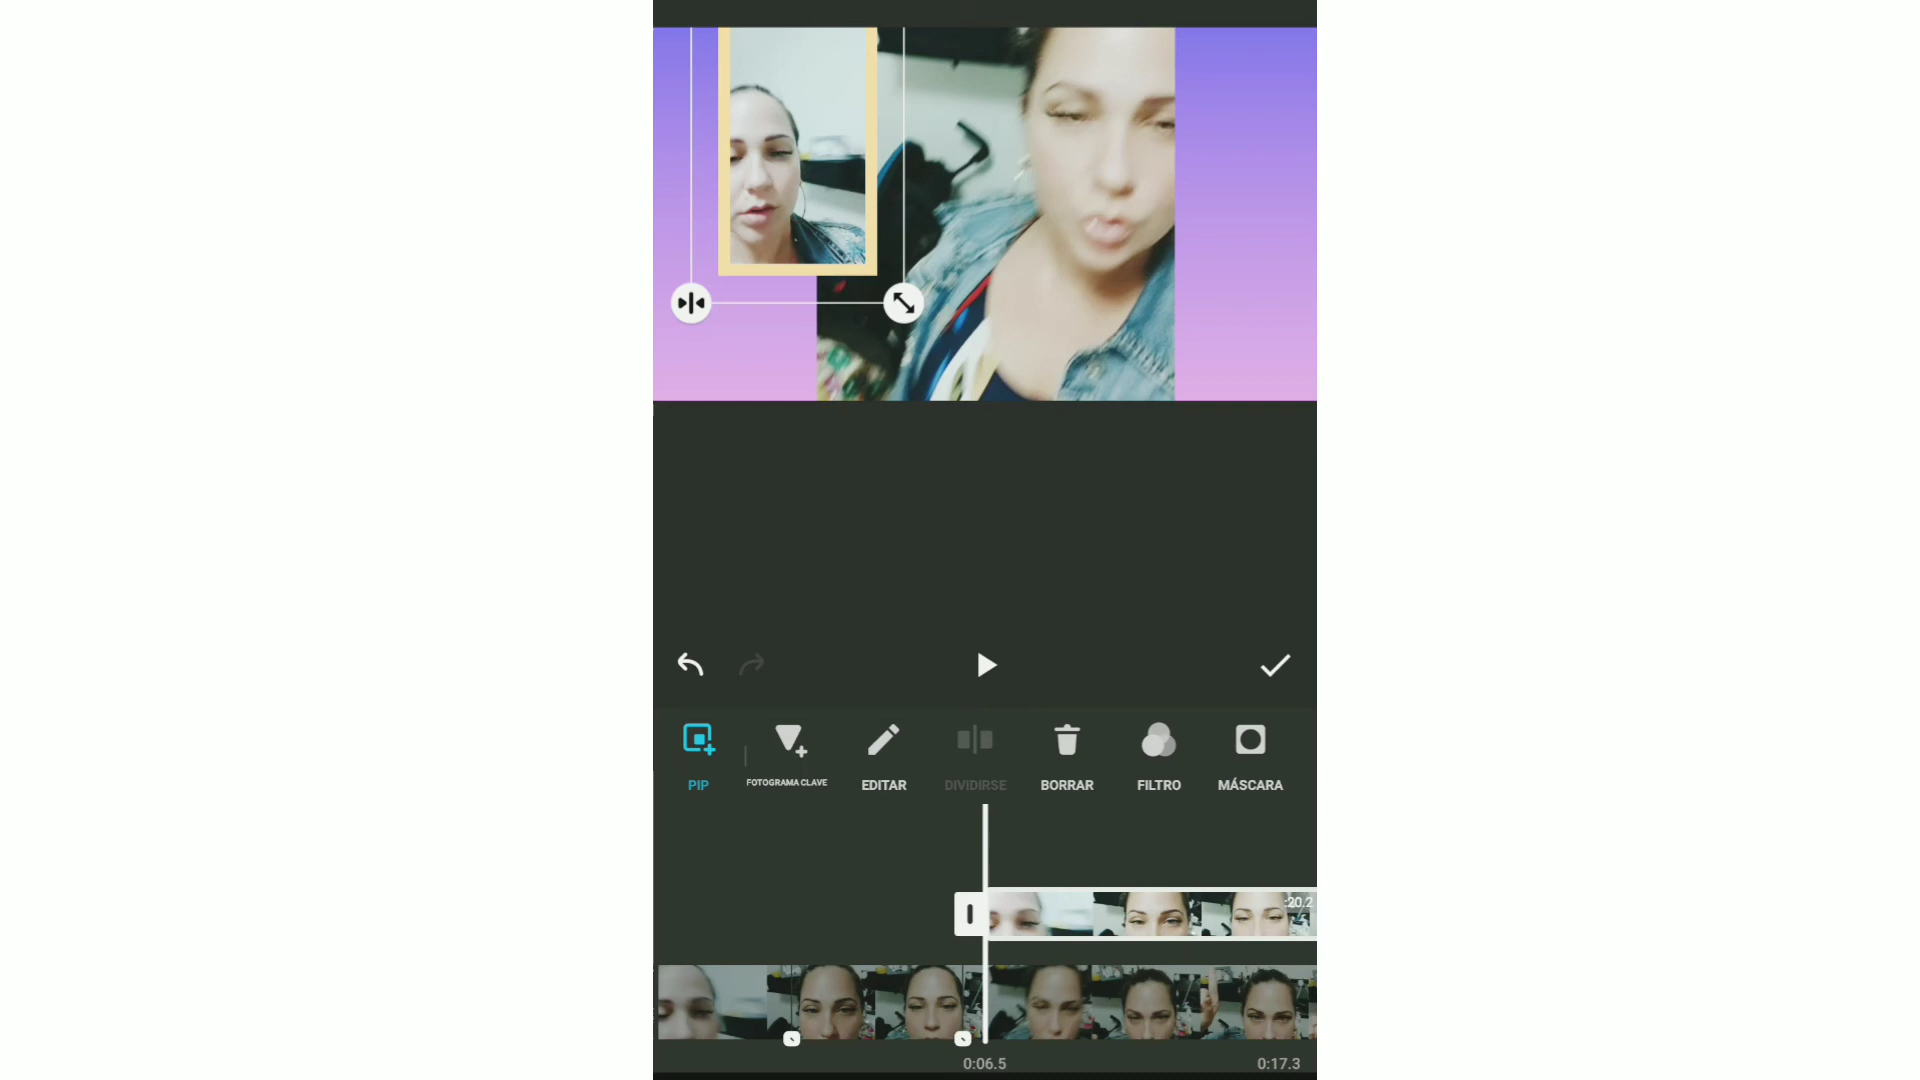 PIP
FOTOGRAMA CLAVE
EDITAR
DIVIDIRSE
BORRAR
FILTRO
MÁSCARA
:20.2
0:06.5
0:17.3